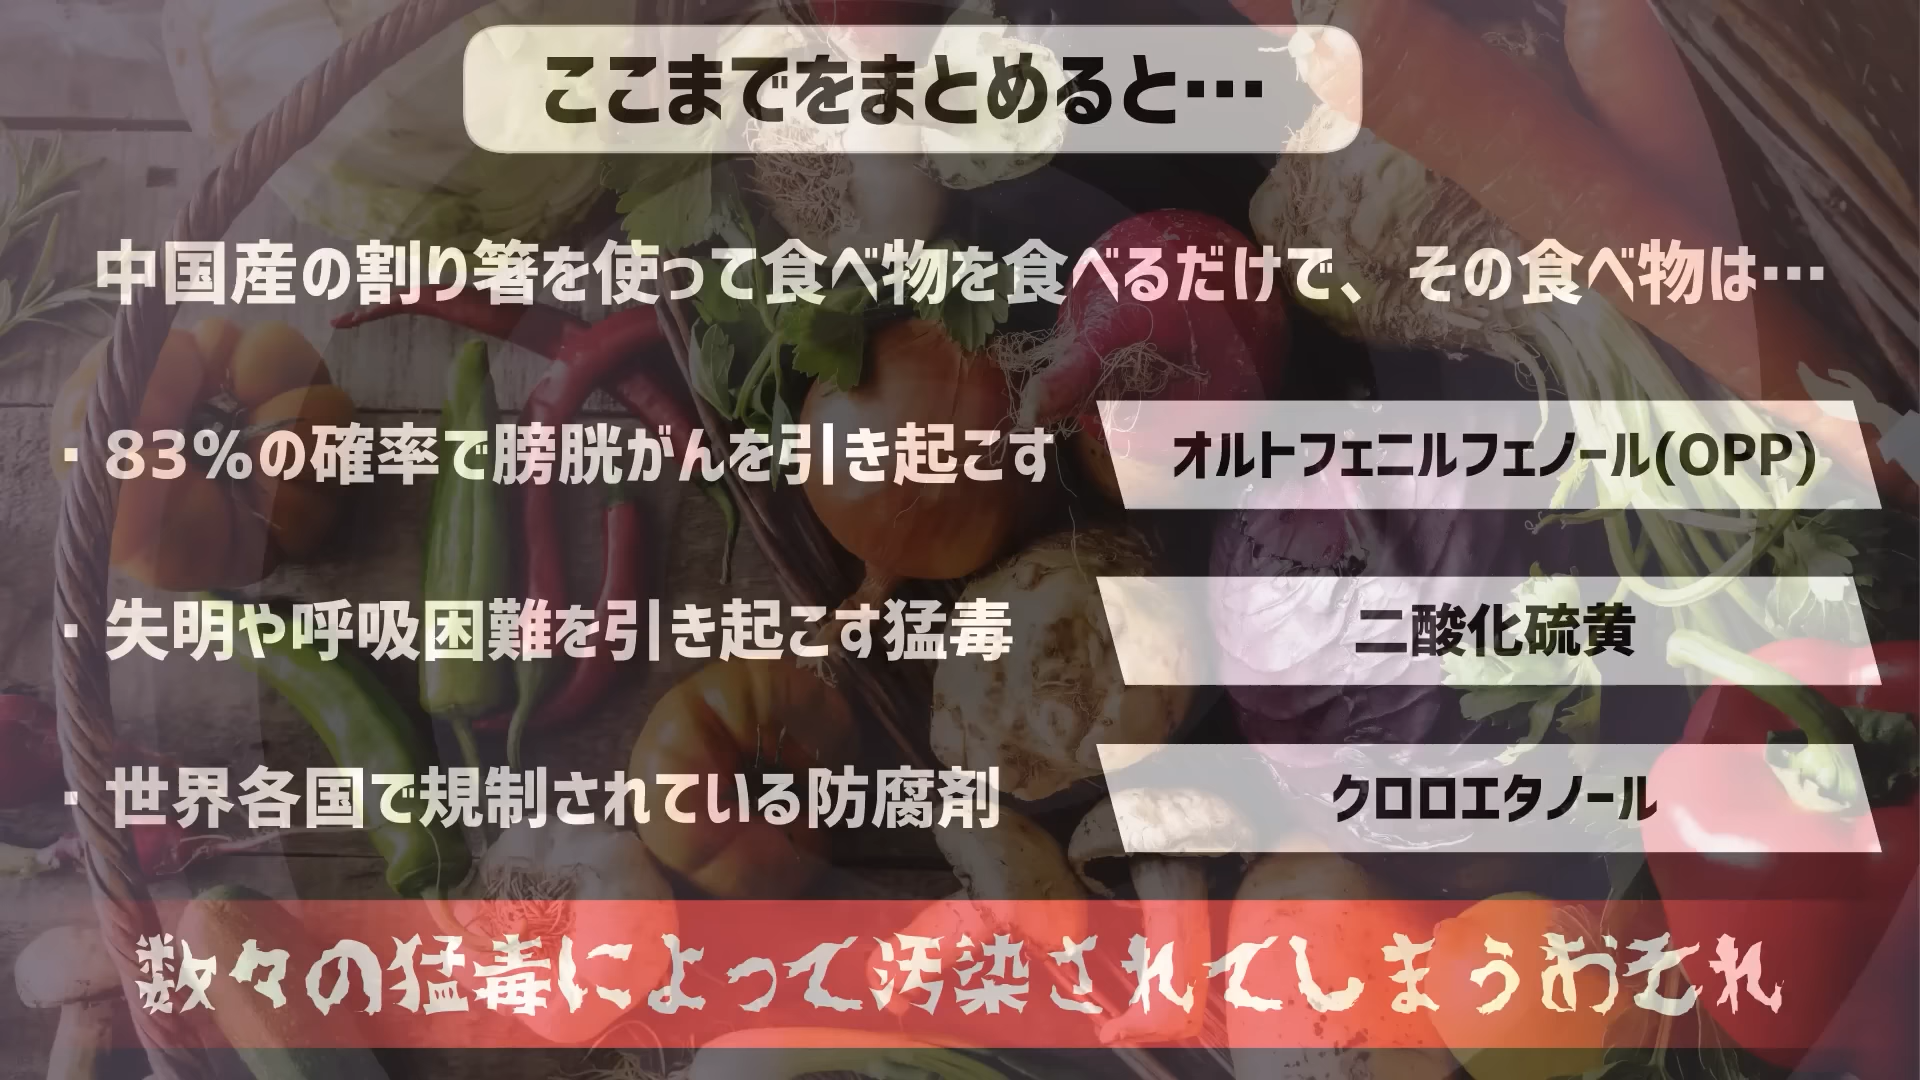 ここまでをまとめると…
中国産の割り箸を使って食べ物を食べるだけで、その食べ物は…
・83%の確率で膀胱がんを引き起こす
オルトフェニルフェノール(OPP)
・失明や呼吸困難を引き起こす猛毒
二酸化硫黄
・世界各国で規制されている防腐剤
クロロエタノール
数々の猛毒によって汚染されてしまうおそれ